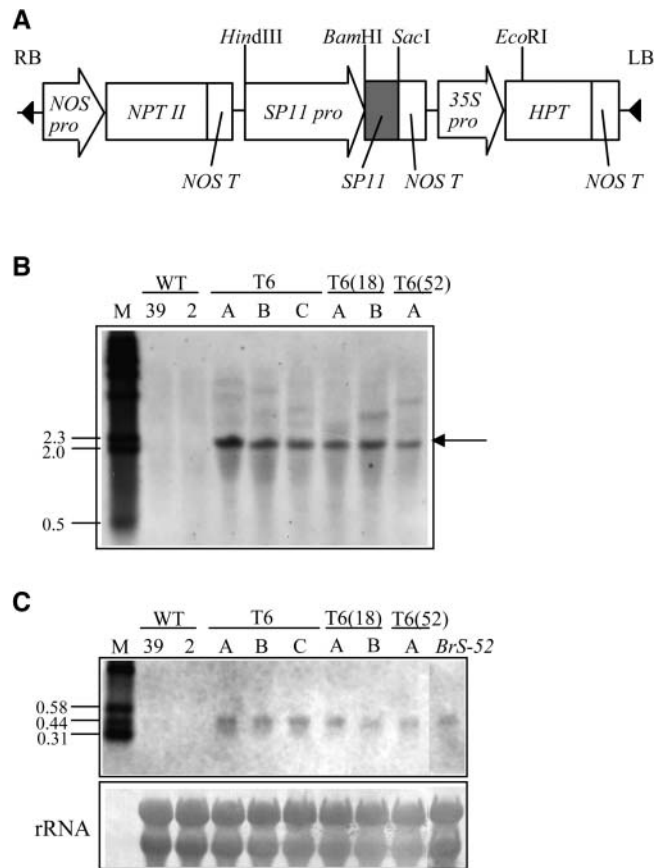 A
HindIII BamHI SacI EcoRI
RB LB
NOS pro NPT II SP11 pro 35S pro HPT
NOS T SP11 NOS T NOS T
B
WT T6 T6(18) T6(52)
M 39 2 A B C A B A
2.3
2.0
0.5
C
WT T6 T6(18) T6(52)
M 39 2 A B C A B A BrS-52
0.58
0.44
0.31
rRNA